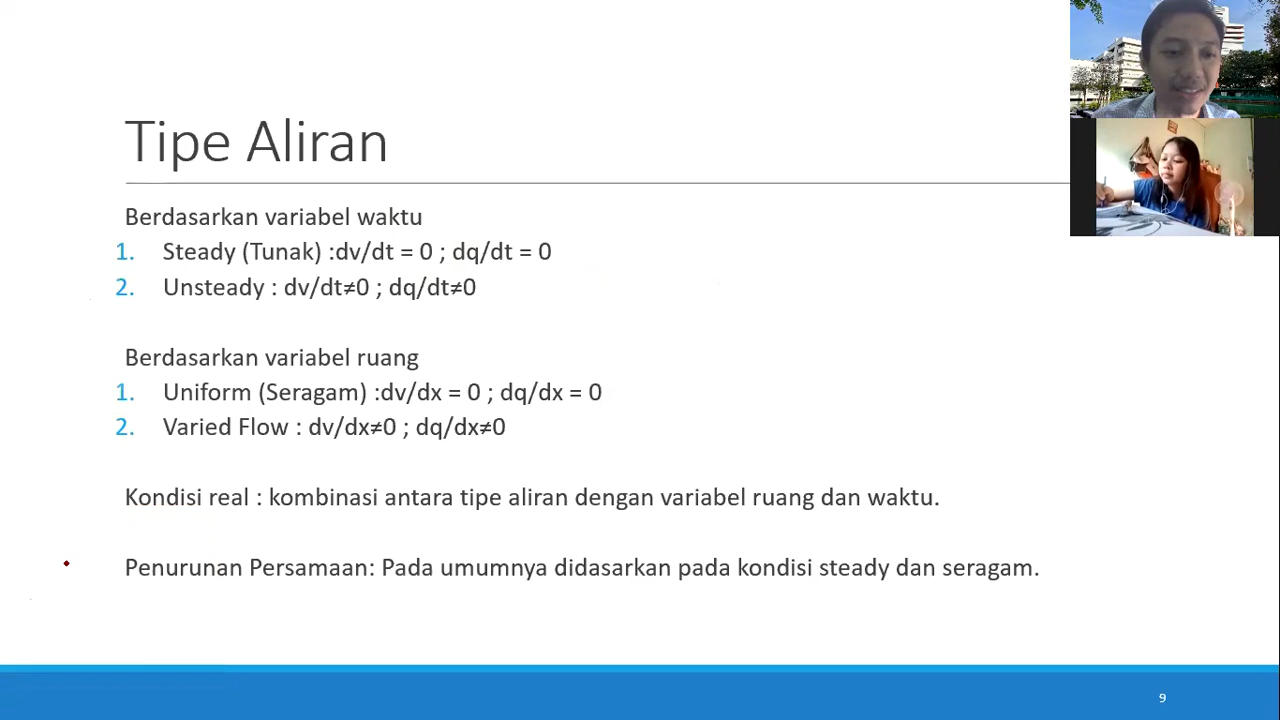 Tipe Aliran
Berdasarkan variabel waktu
1. Steady (Tunak) :dv/dt = 0 ; dq/dt = 0
2. Unsteady : dv/dt≠0 ; dq/dt≠0
Berdasarkan variabel ruang
1. Uniform (Seragam) :dv/dx = 0 ; dq/dx = 0
2. Varied Flow : dv/dx≠0 ; dq/dx≠0
Kondisi real : kombinasi antara tipe aliran dengan variabel ruang dan waktu.
Penurunan Persamaan: Pada umumnya didasarkan pada kondisi steady dan seragam.
9